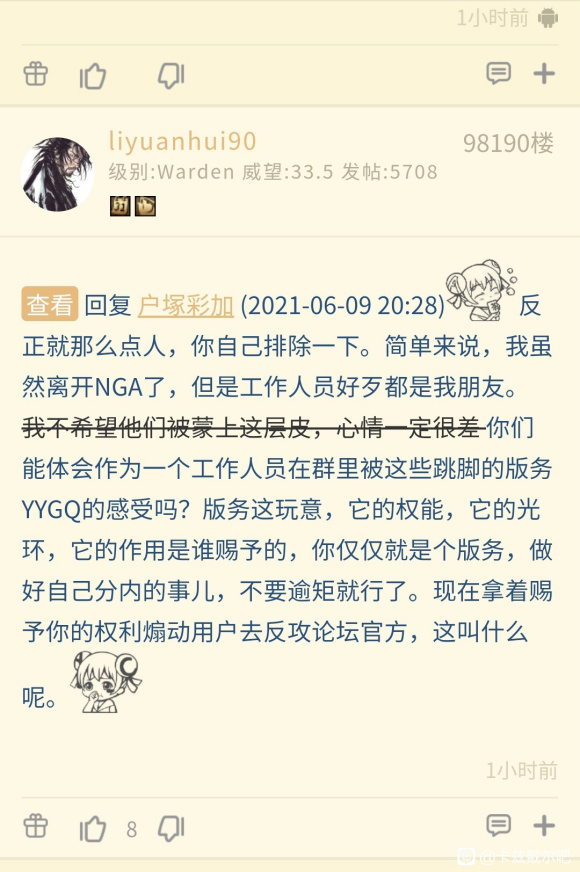 1小时前
liyuanhui90
98190楼
级别:Warden 威望:33.5 发帖:5708
查看 回复 户塚彩加 (2021-06-09 20:28) 反
正就那么点人，你自己排除一下。简单来说，我虽
然离开NGA了，但是工作人员好歹都是我朋友。
我不希望他们被蒙上这层皮，心情一定很差 你们
能体会作为一个工作人员在群里被这些跳脚的版务
YYGQ的感受吗？版务这玩意，它的权能，它的光
环，它的作用是谁赐予的，你仅仅就是个版务，做
好自己分内的事儿，不要逾矩就行了。现在拿着赐
予你的权利煽动用户去反攻论坛官方，这叫什么
呢。
1小时前
8